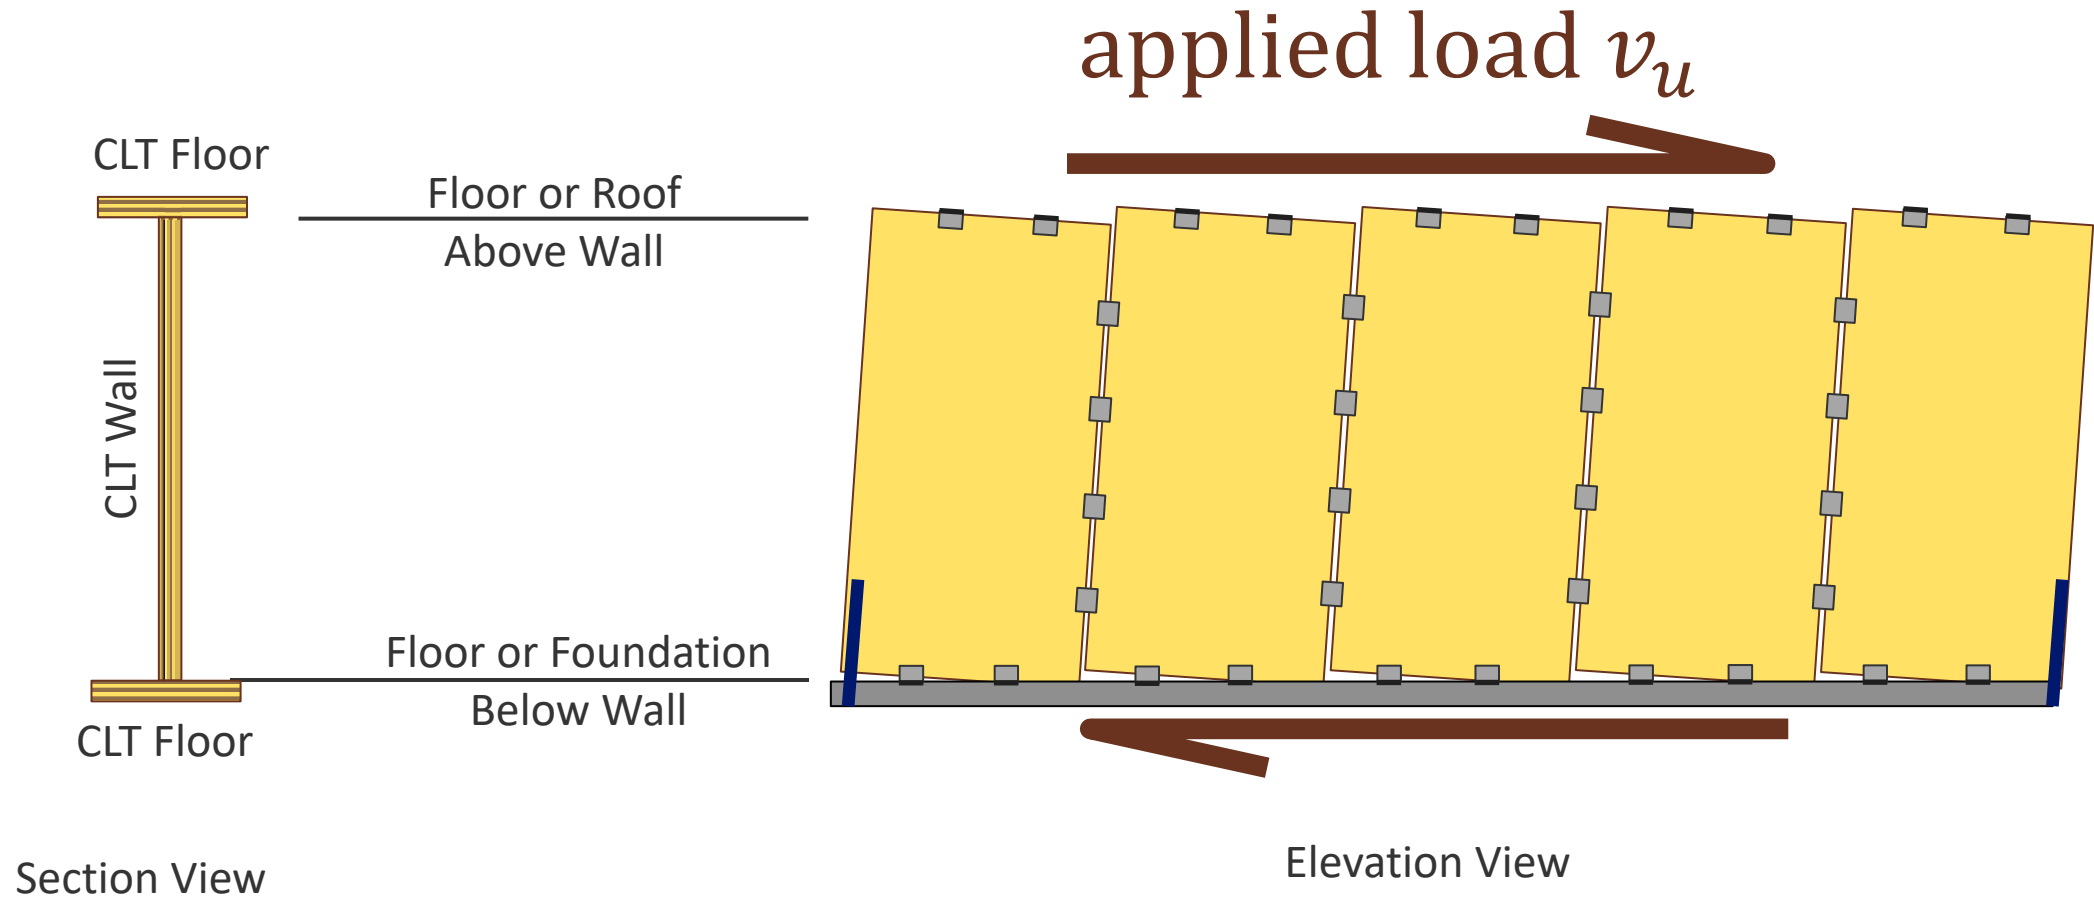 applied load v_u
CLT Floor
Floor or Roof
Above Wall
CLT Wall
Floor or Foundation
Below Wall
CLT Floor
Elevation View
Section View